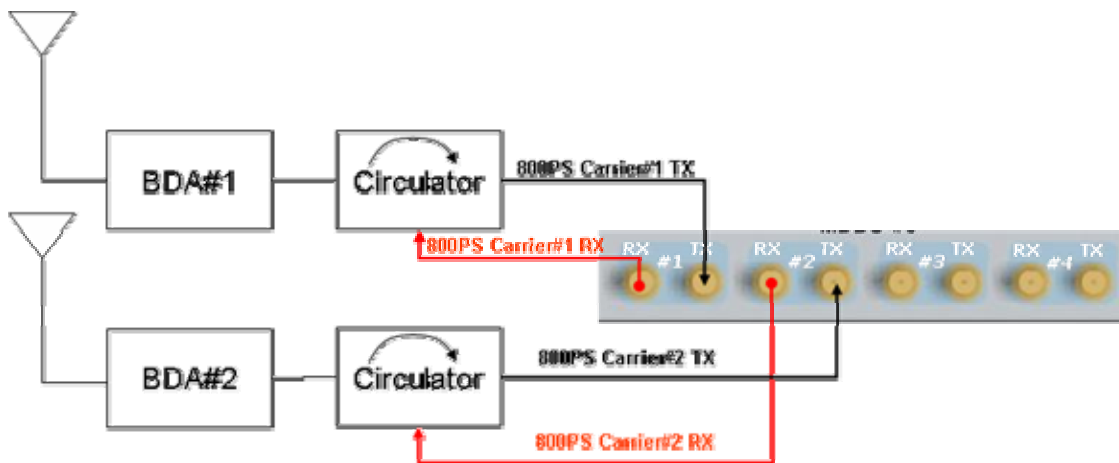 BDA#1
Circulator
800PS Carrier#1 TX
800PS Carrier#1 RX
RX TX RX TX RX TX RX TX
#1 #2 #3 #4
BDA#2
Circulator
800PS Carrier#2 TX
800PS Carrier#2 RX